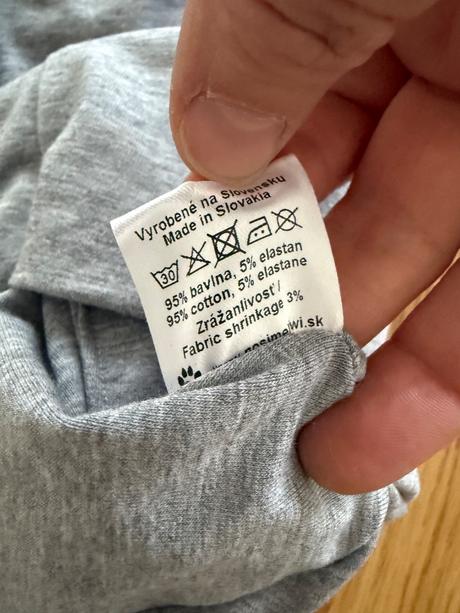 Vyrobené na Slovensku
Made in Slovakia
30
95% bavlna, 5% elastan
95% cotton, 5% elastane
Zrážanlivosť /
Fabric shrinkage 3%